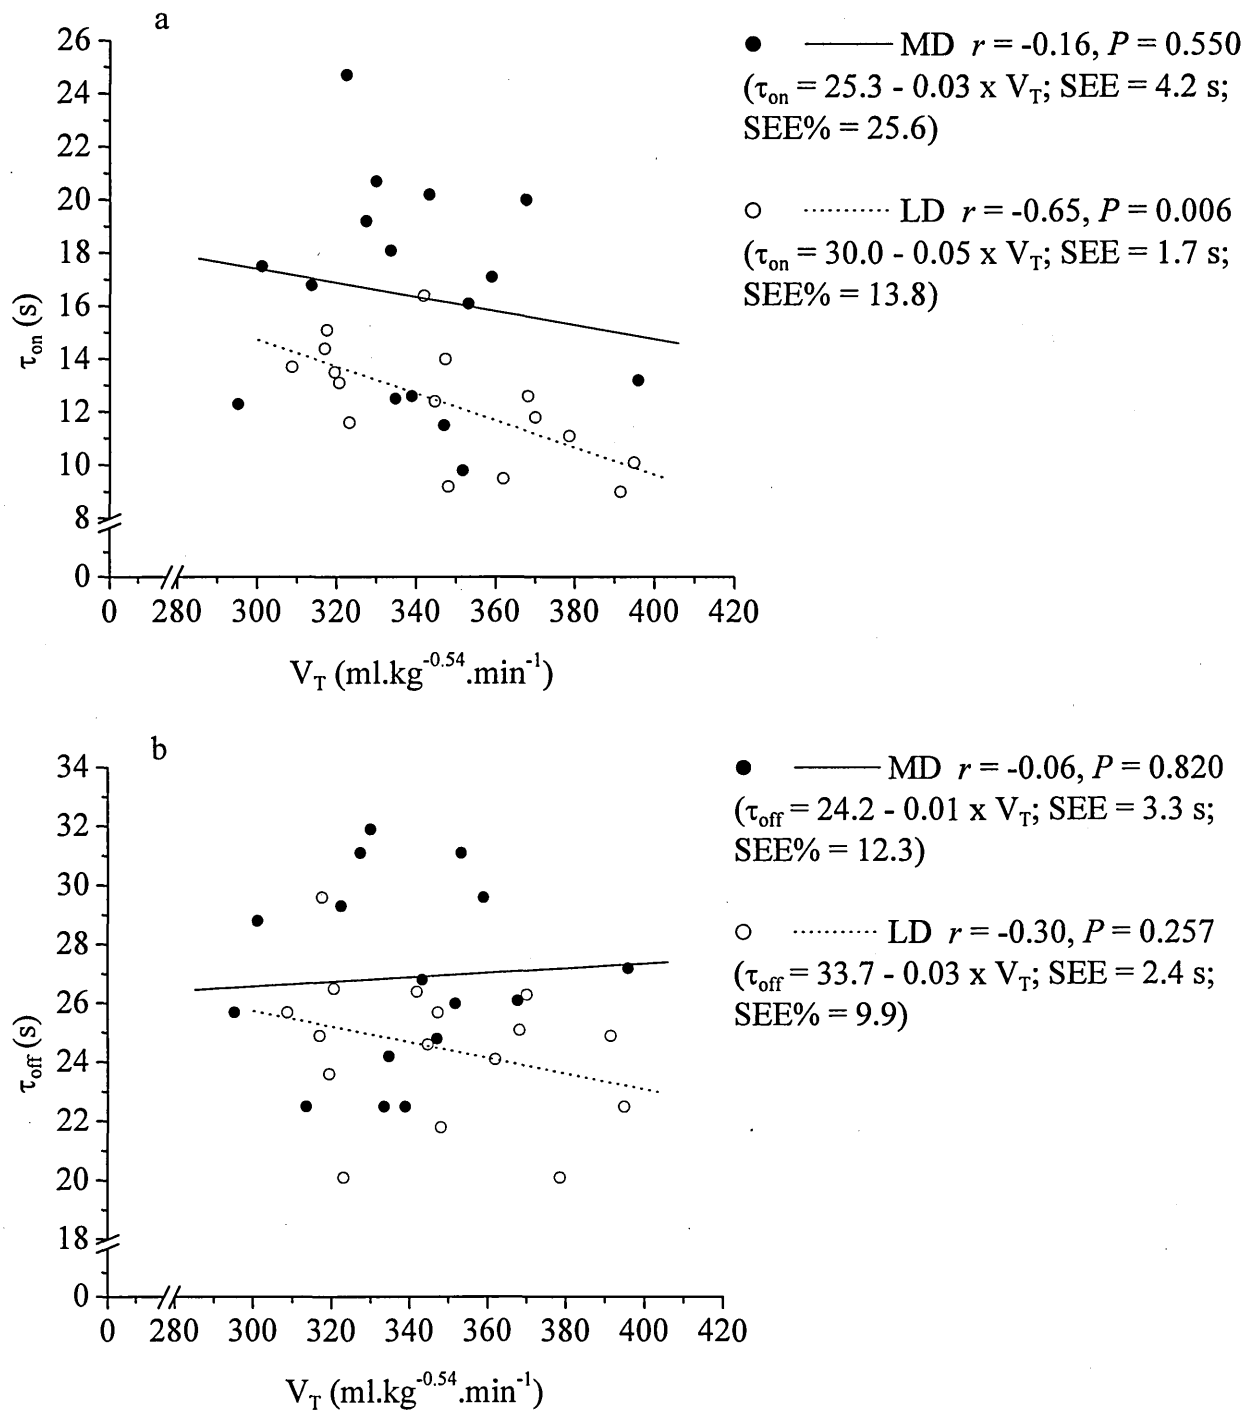 a
● ——— MD r = -0.16, P = 0.550
(τon = 25.3 - 0.03 x VT; SEE = 4.2 s;
SEE% = 25.6)
○ ········ LD r = -0.65, P = 0.006
(τon = 30.0 - 0.05 x VT; SEE = 1.7 s;
SEE% = 13.8)
26
24
22
20
18
16
14
12
10
8
0
τon (s)
0 280 300 320 340 360 380 400 420
VT (ml.kg-0.54.min-1)
b
● ——— MD r = -0.06, P = 0.820
(τoff = 24.2 - 0.01 x VT; SEE = 3.3 s;
SEE% = 12.3)
○ ········ LD r = -0.30, P = 0.257
(τoff = 33.7 - 0.03 x VT; SEE = 2.4 s;
SEE% = 9.9)
34
32
30
28
26
24
22
20
18
0
τoff (s)
0 280 300 320 340 360 380 400 420
VT (ml.kg-0.54.min-1)